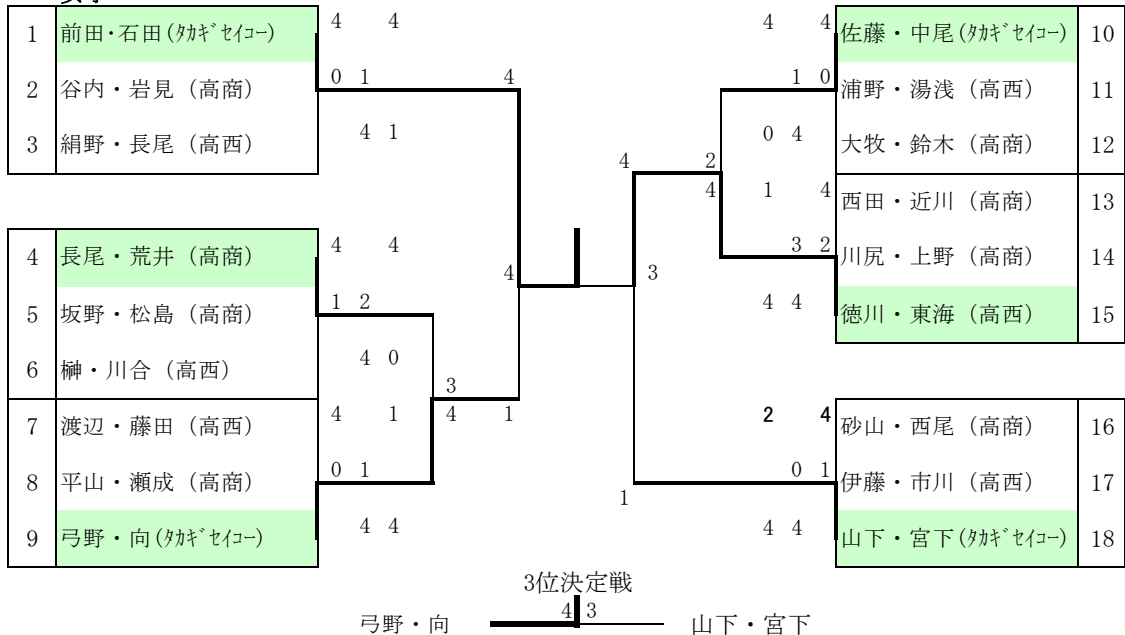 1 前田・石田(ﾀｶｷﾞｾｲｺｰ) 4 4
0 1 4
2 谷内・岩見 (高商)
4 1
3 絹野・長尾 (高西)
4 長尾・荒井 (高商) 4 4
4
1 2
5 坂野・松島 (高商)
4 0
6 榊・川合 (高西)
3
7 渡辺・藤田 (高西) 4 1 4 1
0 1
8 平山・瀬成 (高商)
4 4
9 弓野・向(ﾀｶｷﾞｾｲｺｰ)
4 4 佐藤・中尾(ﾀｶｷﾞｾｲｺｰ) 10
1 0
浦野・湯浅 (高西) 11
0 4
大牧・鈴木 (高商) 12
4 2
4 1 4 西田・近川 (高商) 13
3 2
川尻・上野 (高商) 14
3
4 4
徳川・東海 (高西) 15
2 4 砂山・西尾 (高商) 16
0 1
伊藤・市川 (高西) 17
1
4 4
山下・宮下(ﾀｶｷﾞｾｲｺｰ) 18
3位決定戦
弓野・向 4 3 山下・宮下